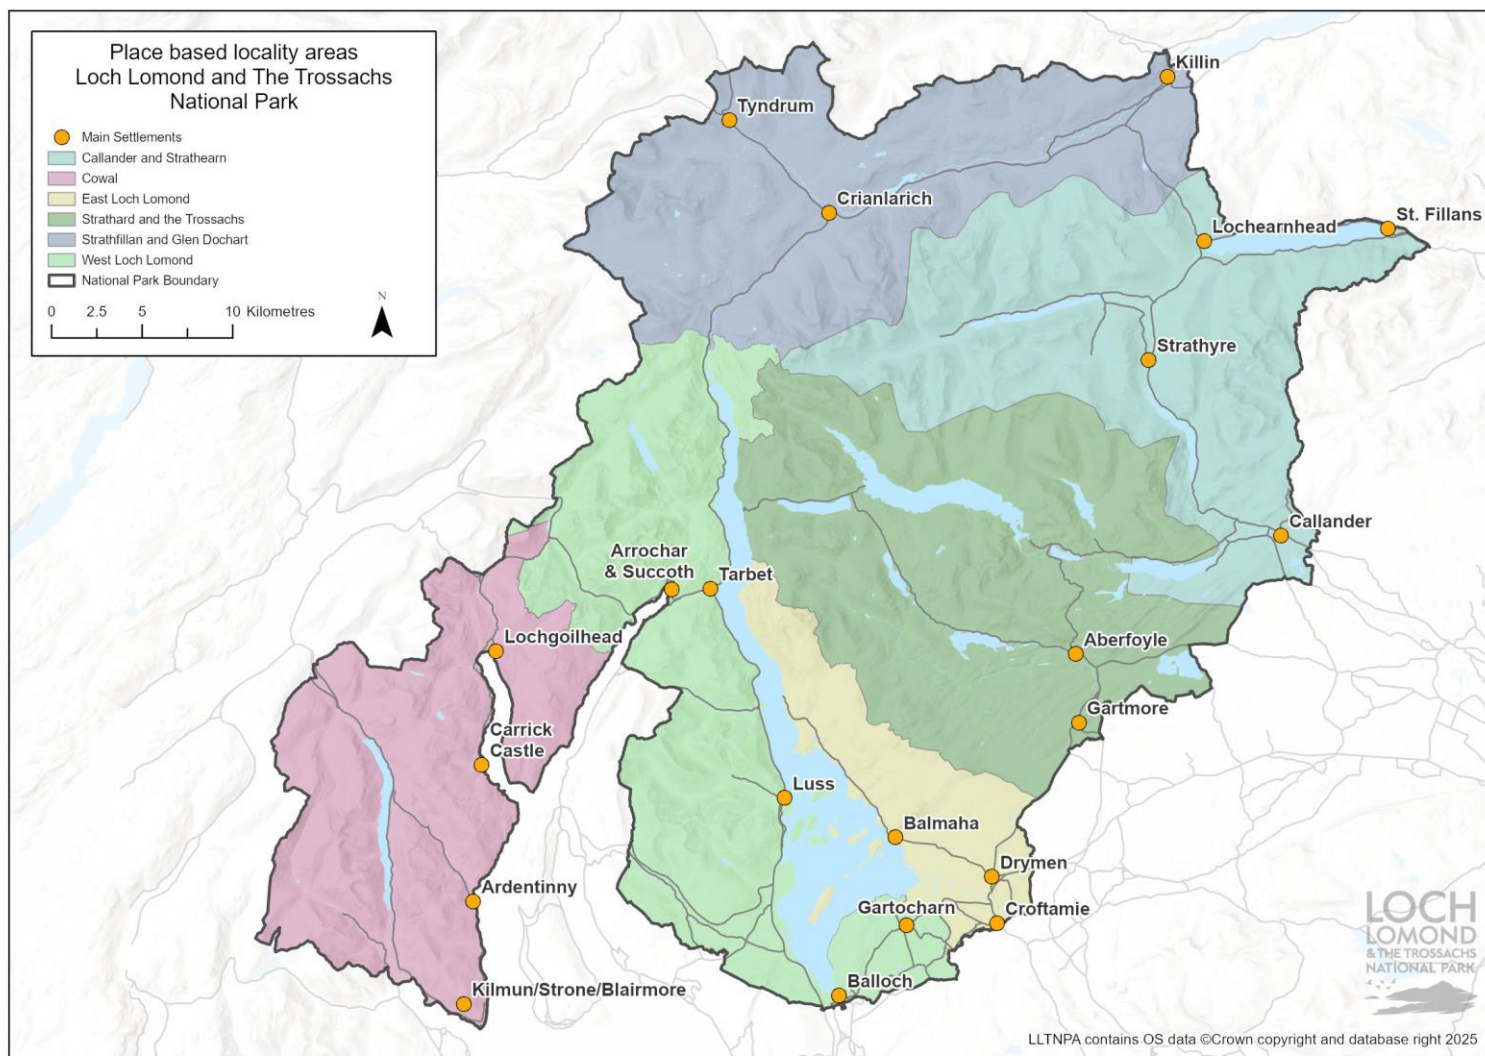 Place based locality areas
Loch Lomond and The Trossachs
National Park
Main Settlements
Callander and Strathearn
Cowal
East Loch Lomond
Strathard and the Trossachs
Strathfillan and Glen Dochart
West Loch Lomond
National Park Boundary
0 2.5 5 10 Kilometres
N
Killin
Tyndrum
Crianlarich
St. Fillans
Lochearnhead
Strathyre
Callander
Arrochar
& Succoth
Tarbet
Lochgoilhead
Aberfoyle
Gartmore
Carrick
Castle
Luss
Balmaha
Drymen
Ardentinny
Gartocharn
Croftamie
Kilmun/Strone/Blairmore
Balloch
LOCH
LOMOND
& THE TROSSACHS
NATIONAL PARK
LLTNPA contains OS data ©Crown copyright and database right 2025